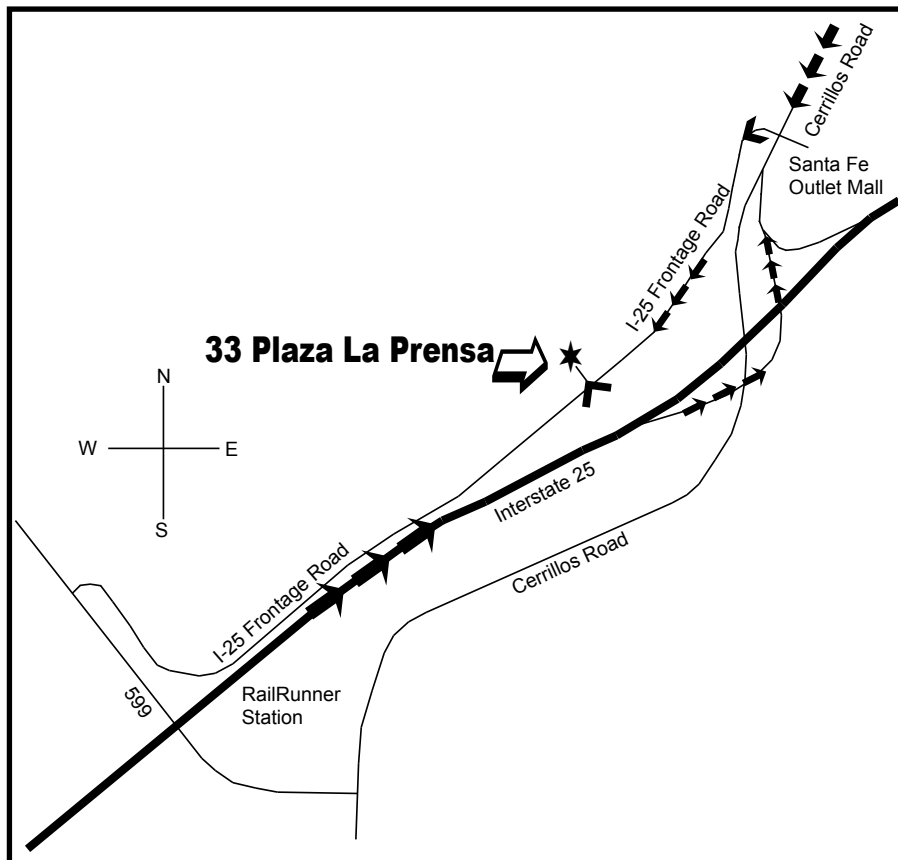 Cerrillos Road
Santa Fe
Outlet Mall
I-25 Frontage Road
33 Plaza La Prensa
N
W
E
S
Interstate 25
Cerrillos Road
I-25 Frontage Road
RailRunner
Station
599